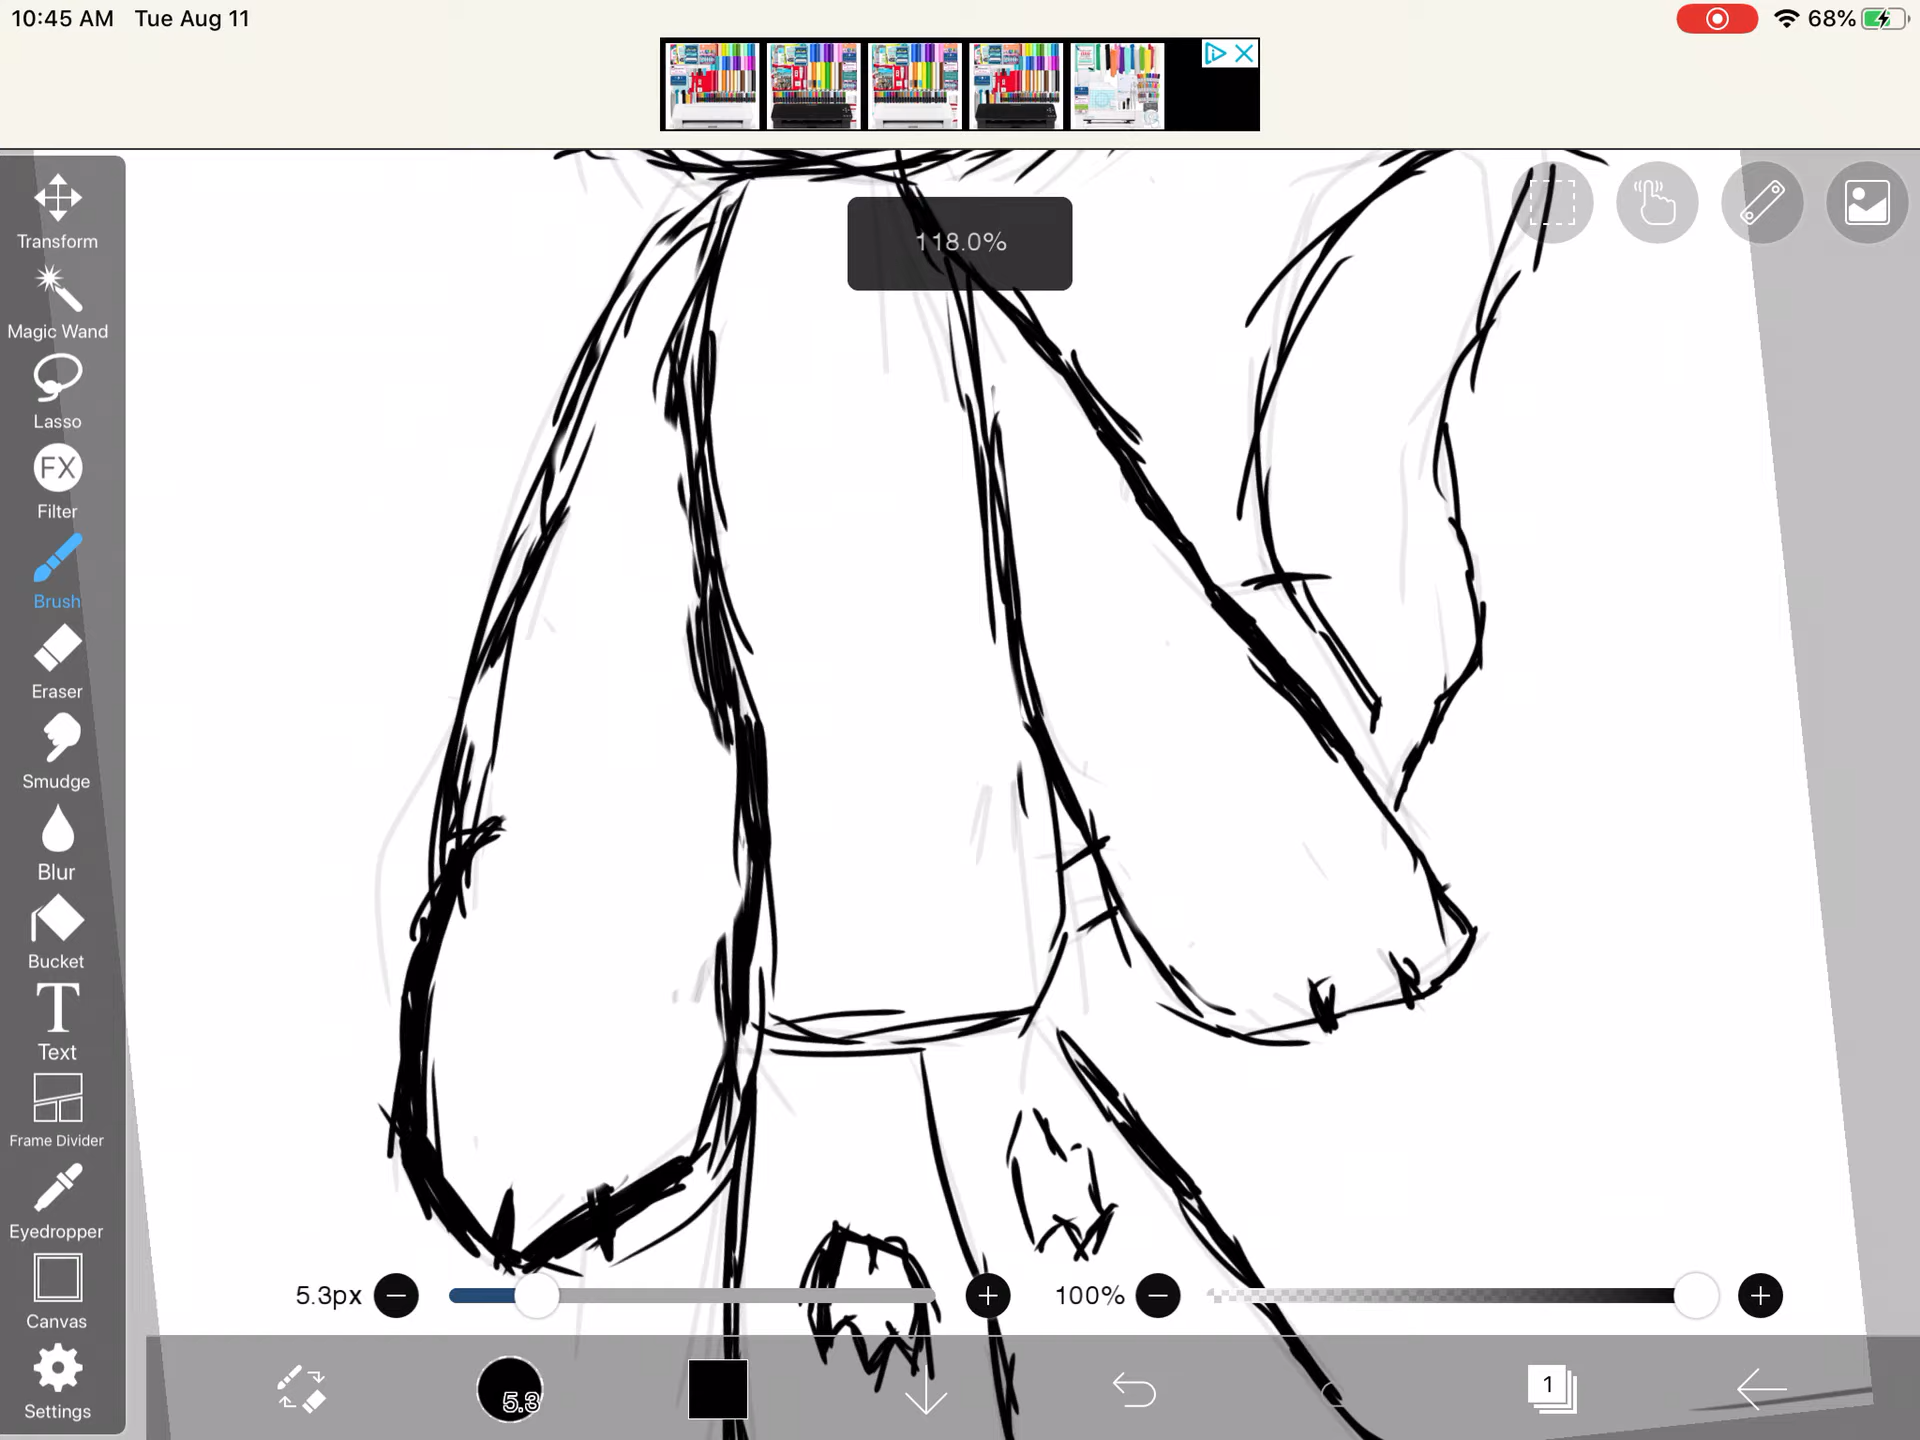 10:45 AM Tue Aug 11
68%
118.0%
Transform
Magic Wand
Lasso
FX
Filter
Brush
Eraser
Smudge
Blur
Bucket
T
Text
Frame Divider
Eyedropper
Canvas
Settings
5.3px
100%
5.3
1